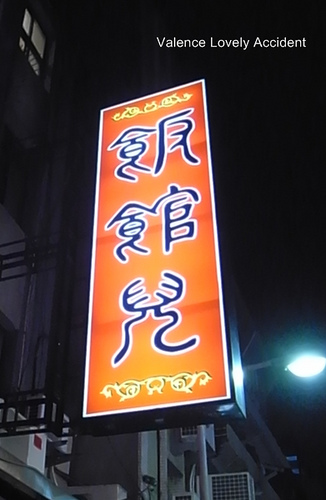 Valence Lovely Accident
飯
館
兒